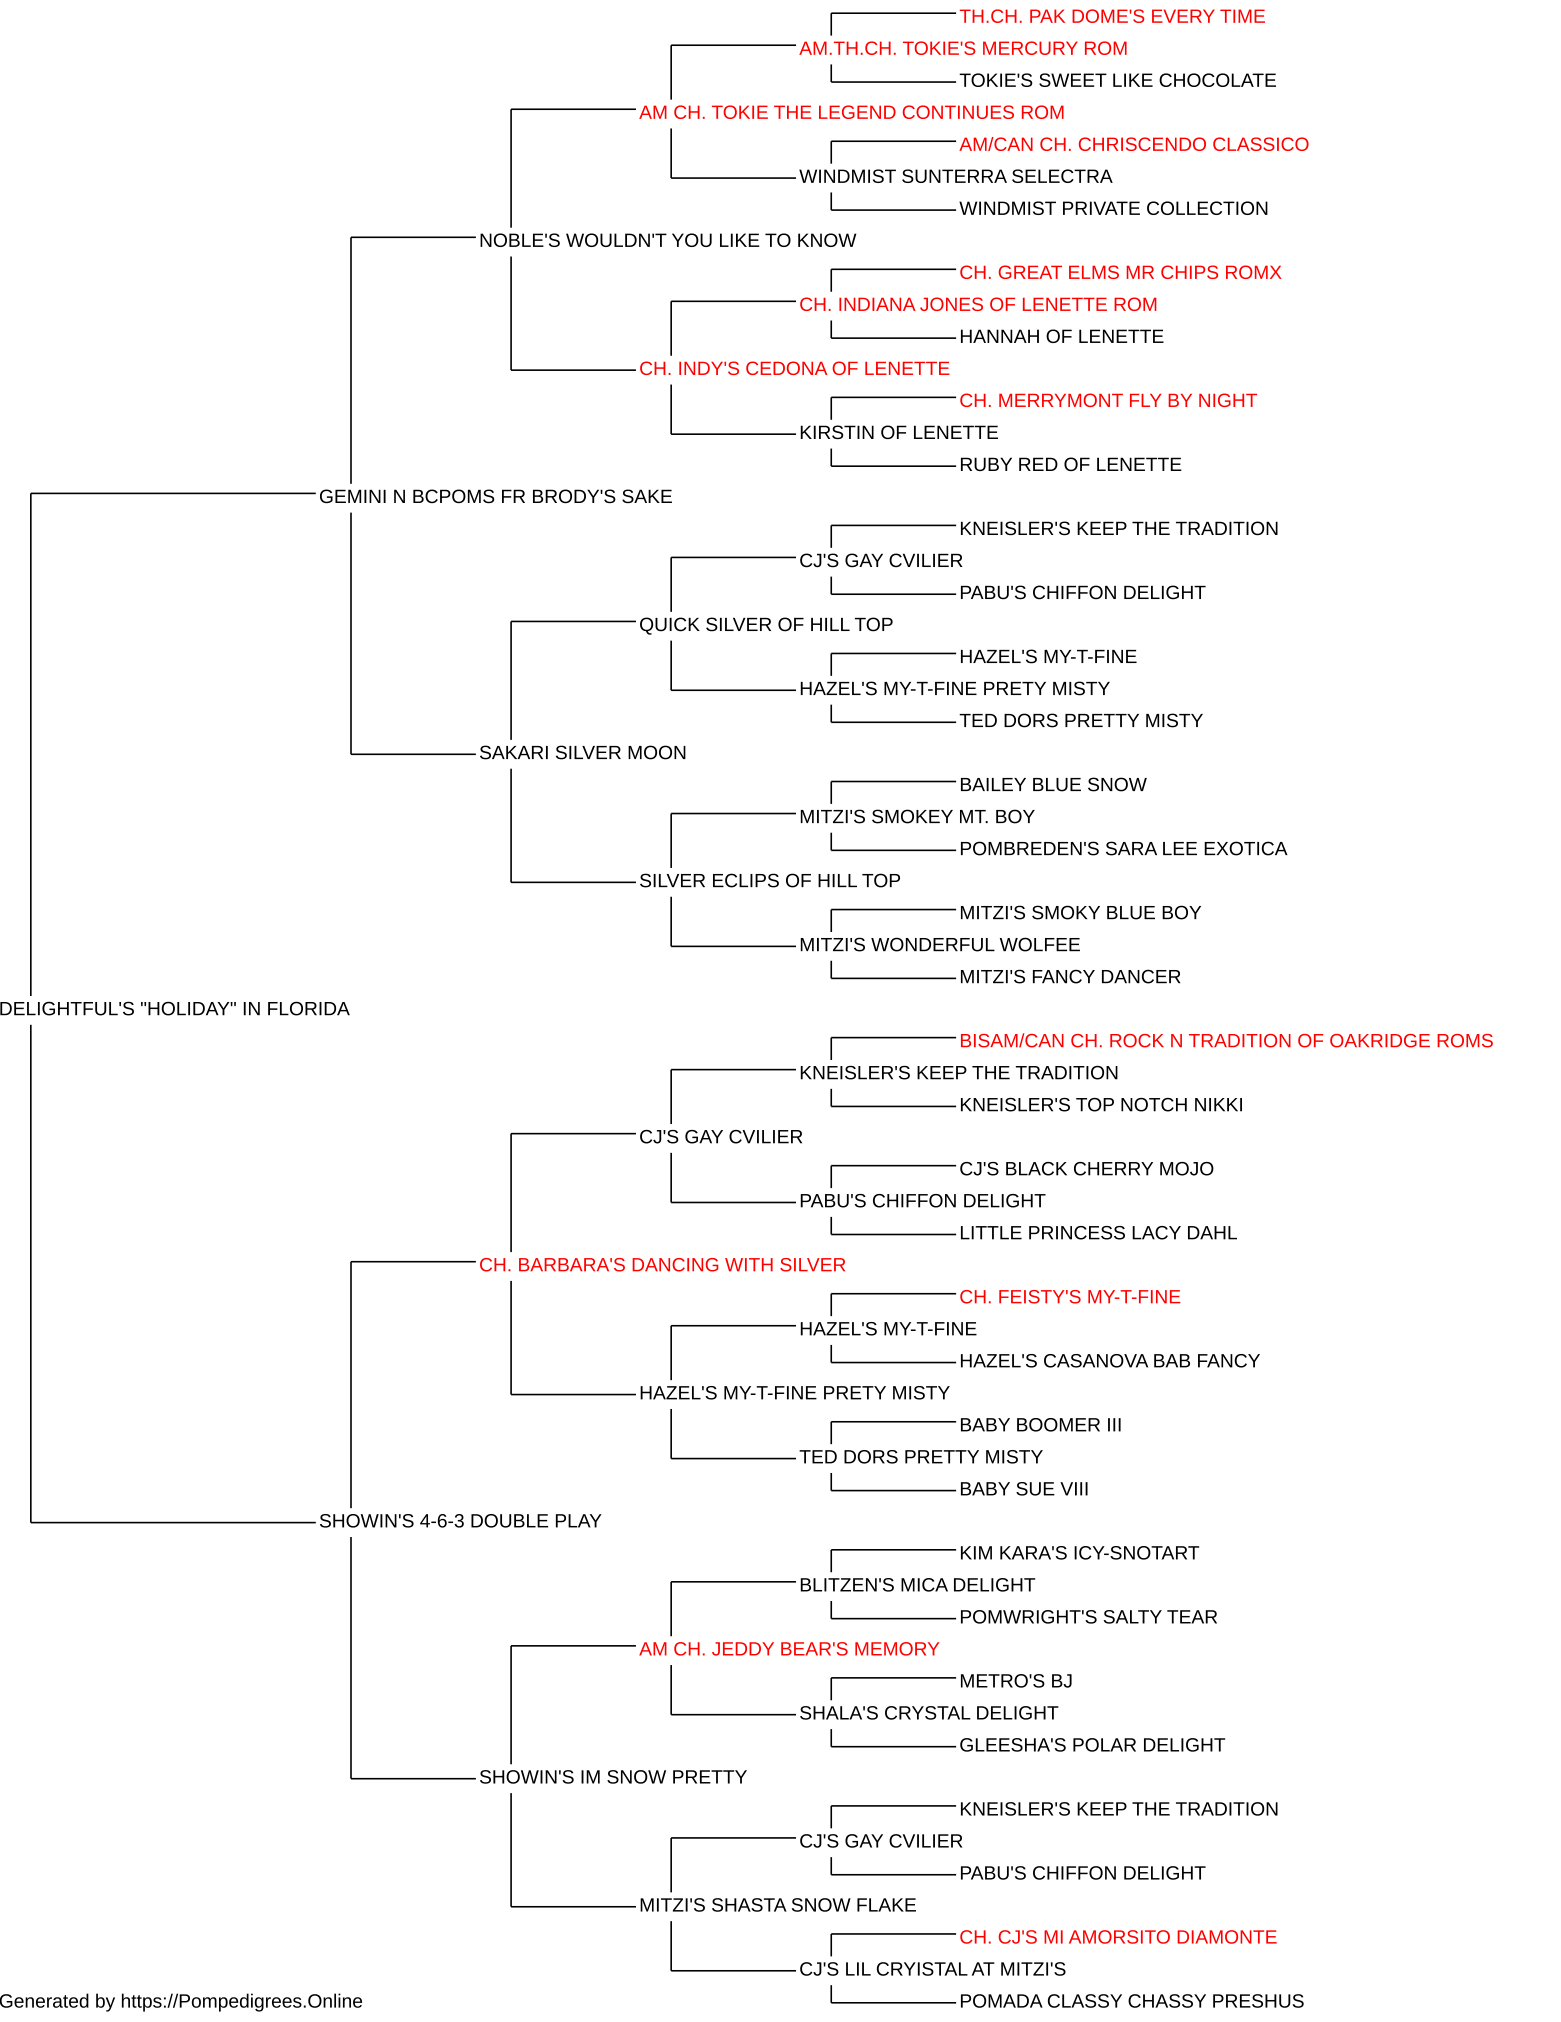 TH.CH. PAK DOME'S EVERY TIME
AM.TH.CH. TOKIE'S MERCURY ROM
TOKIE'S SWEET LIKE CHOCOLATE
AM CH. TOKIE THE LEGEND CONTINUES ROM
AM/CAN CH. CHRISCENDO CLASSICO
WINDMIST SUNTERRA SELECTRA
WINDMIST PRIVATE COLLECTION
NOBLE'S WOULDN'T YOU LIKE TO KNOW
CH. GREAT ELMS MR CHIPS ROMX
CH. INDIANA JONES OF LENETTE ROM
HANNAH OF LENETTE
CH. INDY'S CEDONA OF LENETTE
CH. MERRYMONT FLY BY NIGHT
KIRSTIN OF LENETTE
RUBY RED OF LENETTE
GEMINI N BCPOMS FR BRODY'S SAKE
KNEISLER'S KEEP THE TRADITION
CJ'S GAY CVILIER
PABU'S CHIFFON DELIGHT
QUICK SILVER OF HILL TOP
HAZEL'S MY-T-FINE
HAZEL'S MY-T-FINE PRETY MISTY
TED DORS PRETTY MISTY
SAKARI SILVER MOON
BAILEY BLUE SNOW
MITZI'S SMOKEY MT. BOY
POMBREDEN'S SARA LEE EXOTICA
SILVER ECLIPS OF HILL TOP
MITZI'S SMOKY BLUE BOY
MITZI'S WONDERFUL WOLFEE
MITZI'S FANCY DANCER
DELIGHTFUL'S "HOLIDAY" IN FLORIDA
BISAM/CAN CH. ROCK N TRADITION OF OAKRIDGE ROMS
KNEISLER'S KEEP THE TRADITION
KNEISLER'S TOP NOTCH NIKKI
CJ'S GAY CVILIER
CJ'S BLACK CHERRY MOJO
PABU'S CHIFFON DELIGHT
LITTLE PRINCESS LACY DAHL
CH. BARBARA'S DANCING WITH SILVER
CH. FEISTY'S MY-T-FINE
HAZEL'S MY-T-FINE
HAZEL'S CASANOVA BAB FANCY
HAZEL'S MY-T-FINE PRETY MISTY
BABY BOOMER III
TED DORS PRETTY MISTY
BABY SUE VIII
SHOWIN'S 4-6-3 DOUBLE PLAY
KIM KARA'S ICY-SNOTART
BLITZEN'S MICA DELIGHT
POMWRIGHT'S SALTY TEAR
AM CH. JEDDY BEAR'S MEMORY
METRO'S BJ
SHALA'S CRYSTAL DELIGHT
GLEESHA'S POLAR DELIGHT
SHOWIN'S IM SNOW PRETTY
KNEISLER'S KEEP THE TRADITION
CJ'S GAY CVILIER
PABU'S CHIFFON DELIGHT
MITZI'S SHASTA SNOW FLAKE
CH. CJ'S MI AMORSITO DIAMONTE
CJ'S LIL CRYISTAL AT MITZI'S
POMADA CLASSY CHASSY PRESHUS
Generated by https://Pompedigrees.Online